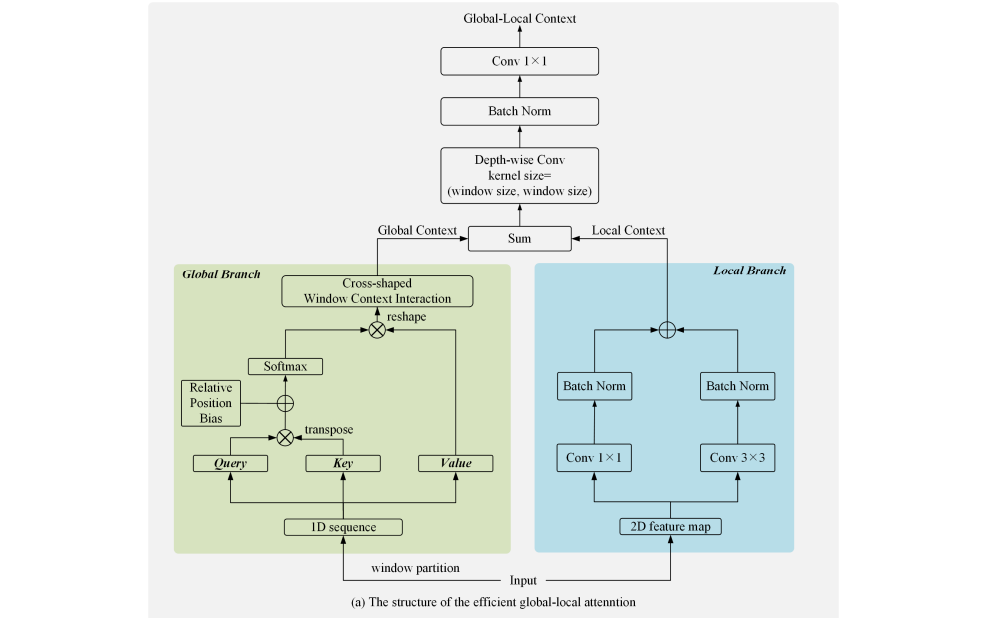 Global-Local Context
Conv 1×1
Batch Norm
Depth-wise Conv
kernel size=
(window size, window size)
Global Context
Sum
Local Context
Global Branch
Cross-shaped
Window Context Interaction
reshape
Softmax
Relative
Position
Bias
transpose
Query
Key
Value
1D sequence
Local Branch
Batch Norm
Batch Norm
Conv 1×1
Conv 3×3
2D feature map
window partition
Input
(a) The structure of the efficient global-local attenntion